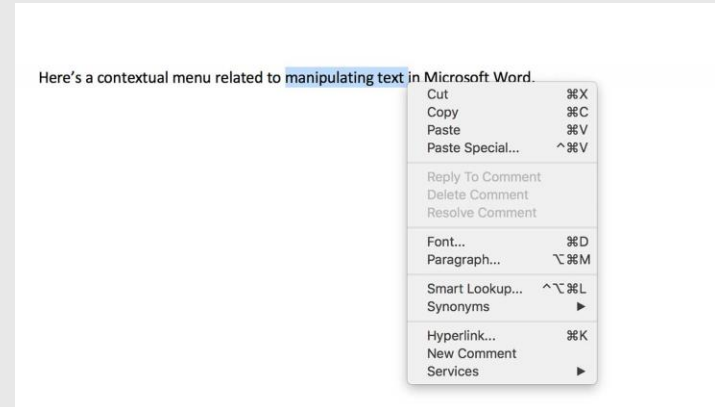 Here's a contextual menu related to manipulating text in Microsoft Word.
Cut ⌘X
Copy ⌘C
Paste ⌘V
Paste Special... ^⌘V
Reply To Comment
Delete Comment
Resolve Comment
Font... ⌘D
Paragraph... ⌥⌘M
Smart Lookup... ^⌥⌘L
Synonyms ▶
Hyperlink... ⌘K
New Comment
Services ▶